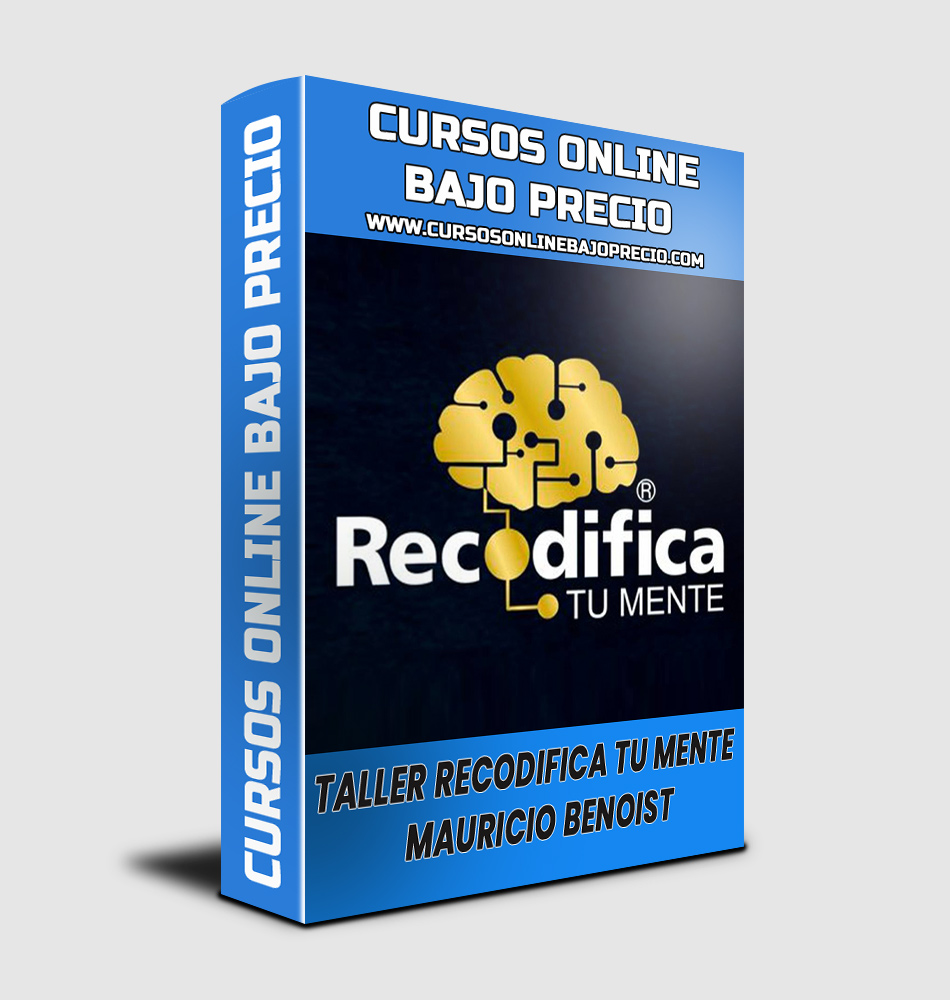 CURSOS ONLINE BAJO PRECIO
CURSOS ONLINE
BAJO PRECIO
WWW.CURSOSONLINEBAJOPRECIO.COM
Recodifica®
TU MENTE
TALLER RECODIFICA TU MENTE
MAURICIO BENOIST